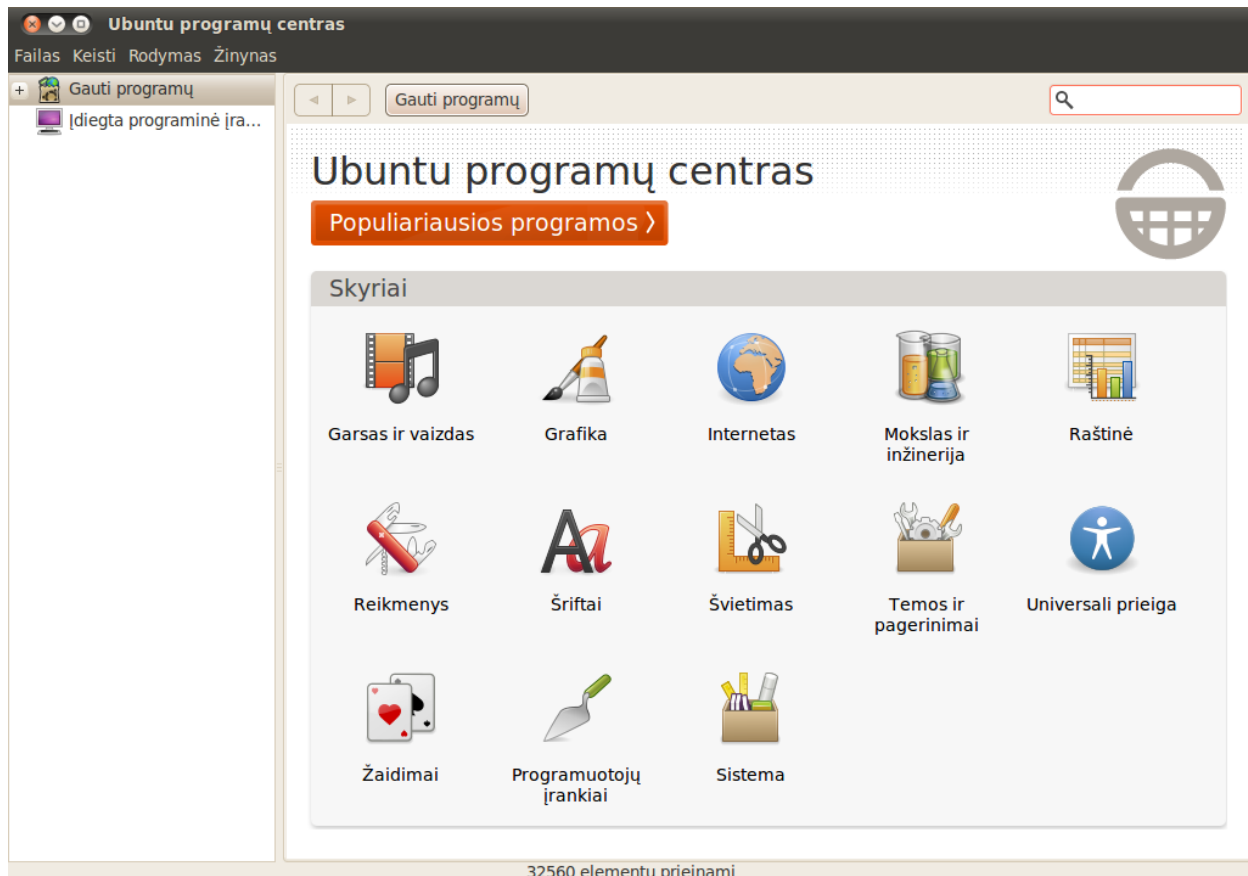 Ubuntu programų centras
Failas Keisti Rodymas Žinynas
Gauti programų
Įdiegta programinė įra...
Gauti programų
Ubuntu programų centras
Populiariausios programos ⟩
Skyriai
Garsas ir vaizdas
Grafika
Internetas
Mokslas ir
inžinerija
Raštinė
Reikmenys
Šriftai
Švietimas
Temos ir
pagerinimai
Universali prieiga
Žaidimai
Programuotojų
įrankiai
Sistema
32560 elementų prieinami